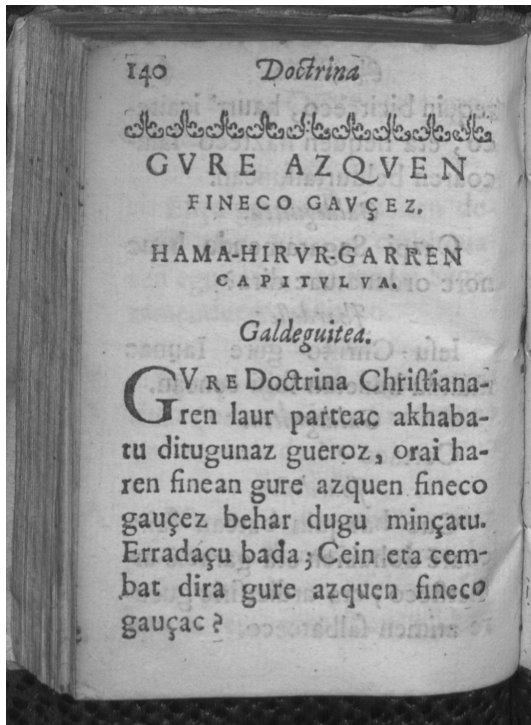 140 Doctrina
GVRE AZQVEN
FINECO GAVÇEZ.
HAMA-HIRVR-GARREN
CAPITVLVA.
Galdeguitea.
GVRE Doctrina Chriſtiana-
ren laur parteac akhaba-
tu ditugunaz gueroz, orai ha-
ren finean gure azquen fineco
gauçez behar dugu minçatu.
Erradaçu bada; Cein eta cem-
bat dira gure azquen fineco
gauçac?